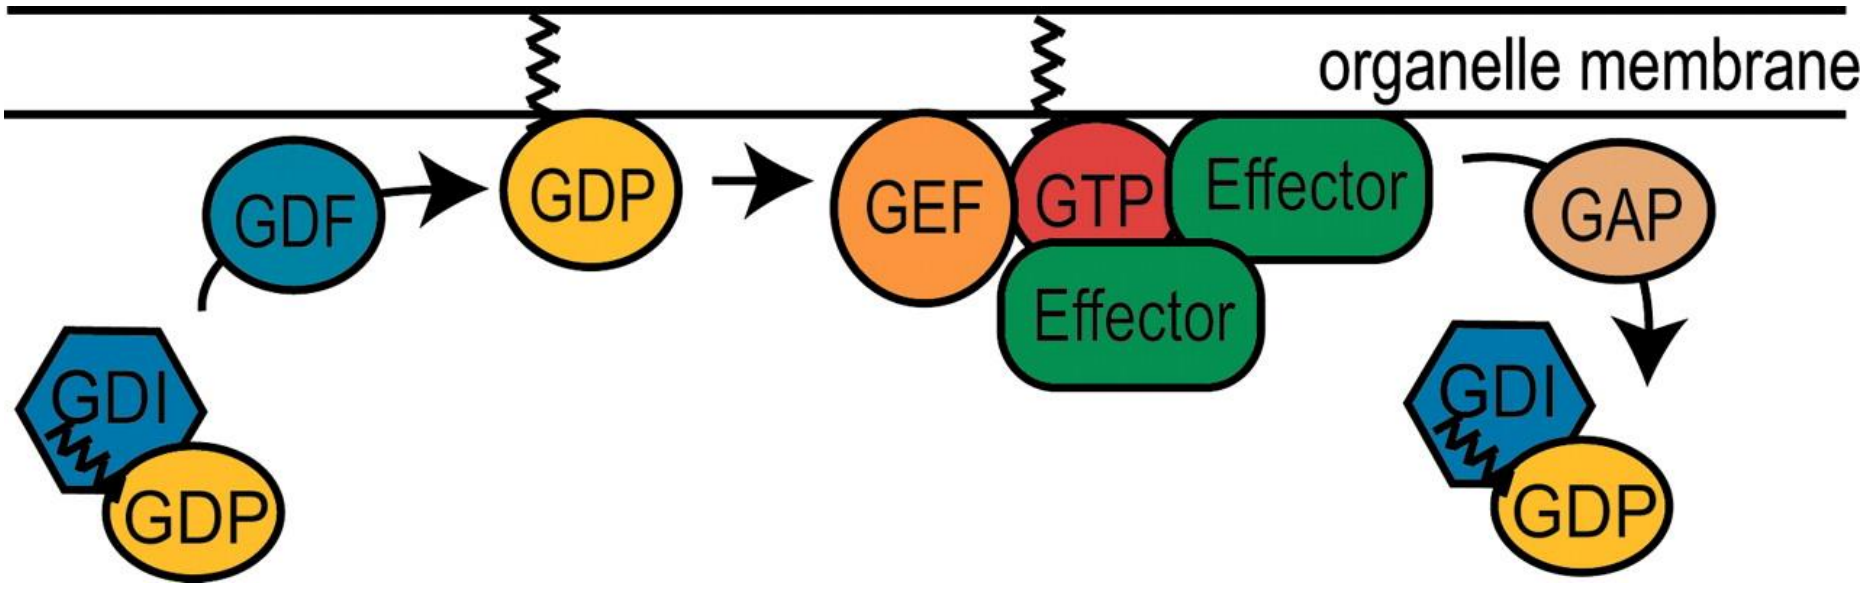 organelle membrane
GDF
GDP
GEF
GTP
Effector
Effector
GAP
GDI
GDP
GDI
GDP